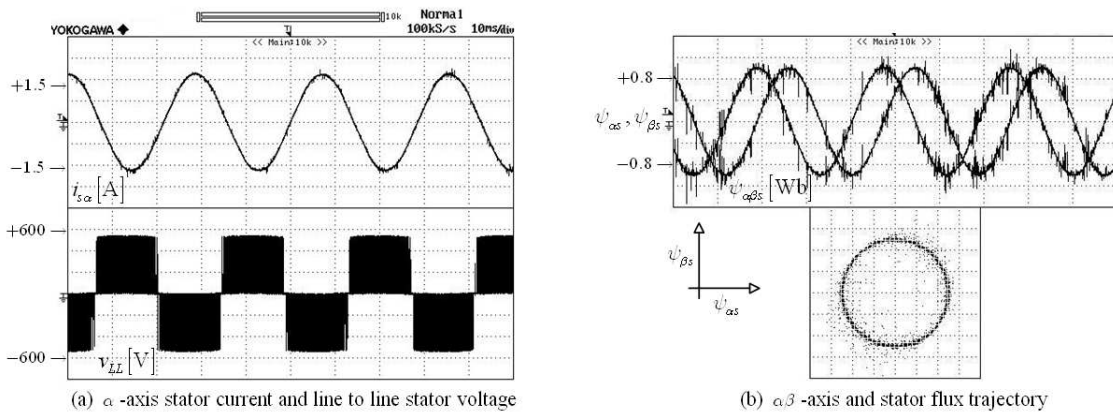 10k
Normal
YOKOGAWA ◆
100kS/s 10ms/div
<< Main:10k >>
+1.5
−1.5
i_sα [A]
+600
−600
v_LL [V]
(a) α -axis stator current and line to line stator voltage
<< Main:10k >>
+0.8
ψ_αs , ψ_βs
−0.8
ψ_αβs [Wb]
ψ_βs
ψ_αs
(b) αβ -axis and stator flux trajectory